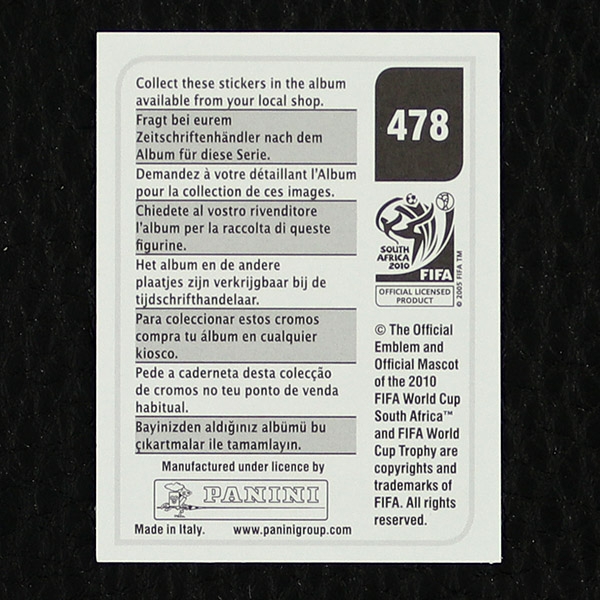 Collect these stickers in the album
available from your local shop.
Fragt bei eurem
Zeitschriftenhändler nach dem
Album für diese Serie.
Demandez à votre détaillant l'Album
pour la collection de ces images.
Chiedete al vostro rivenditore
l'album per la raccolta di queste
figurine.
Het album en de andere
plaatjes zijn verkrijgbaar bij de
tijdschrifthandelaar.
Para coleccionar estos cromos
compra tu álbum en cualquier
kiosco.
Pede a caderneta desta colecção
de cromos no teu ponto de venda
habitual.
Bayinizden aldığınız albümü bu
çıkartmalar ile tamamlayın.
Manufactured under licence by
PANINI
Made in Italy. www.paninigroup.com
478
SOUTH
AFRICA
2010
FIFA
© 2005 FIFA TM
OFFICIAL LICENSED
PRODUCT
© The Official
Emblem and
Official Mascot
of the 2010
FIFA World Cup
South Africa™
and FIFA World
Cup Trophy are
copyrights and
trademarks of
FIFA. All rights
reserved.